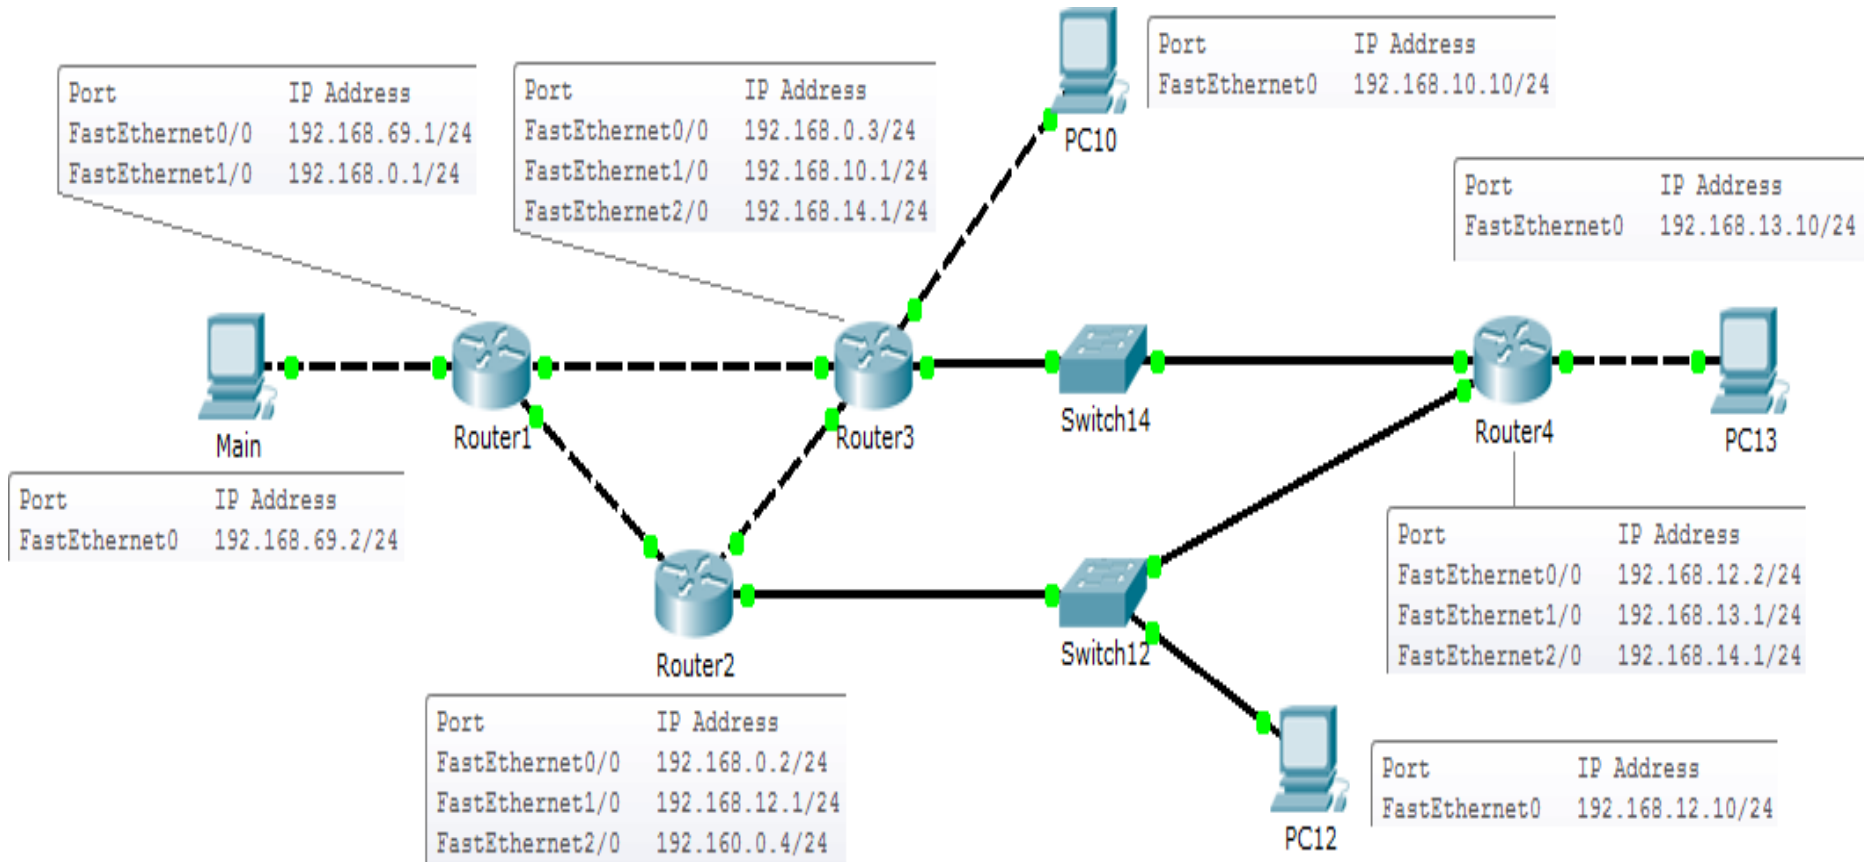 Port IP Address
FastEthernet0 192.168.10.10/24
PC10
Port IP Address
FastEthernet0/0 192.168.69.1/24
FastEthernet1/0 192.168.0.1/24
Port IP Address
FastEthernet0/0 192.168.0.3/24
FastEthernet1/0 192.168.10.1/24
FastEthernet2/0 192.168.14.1/24
Port IP Address
FastEthernet0 192.168.13.10/24
Main
Router1
Router3
Switch14
Router4
PC13
Port IP Address
FastEthernet0 192.168.69.2/24
Port IP Address
FastEthernet0/0 192.168.12.2/24
FastEthernet1/0 192.168.13.1/24
FastEthernet2/0 192.168.14.1/24
Router2
Switch12
Port IP Address
FastEthernet0/0 192.168.0.2/24
FastEthernet1/0 192.168.12.1/24
FastEthernet2/0 192.160.0.4/24
PC12
Port IP Address
FastEthernet0 192.168.12.10/24